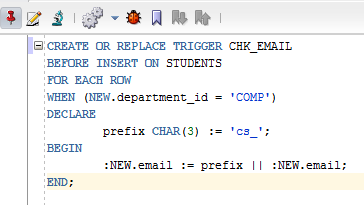 CREATE OR REPLACE TRIGGER CHK_EMAIL
BEFORE INSERT ON STUDENTS
FOR EACH ROW
WHEN (NEW.department_id = 'COMP')
DECLARE
        prefix CHAR(3) := 'cs_';
BEGIN
        :NEW.email := prefix || :NEW.email;
END;